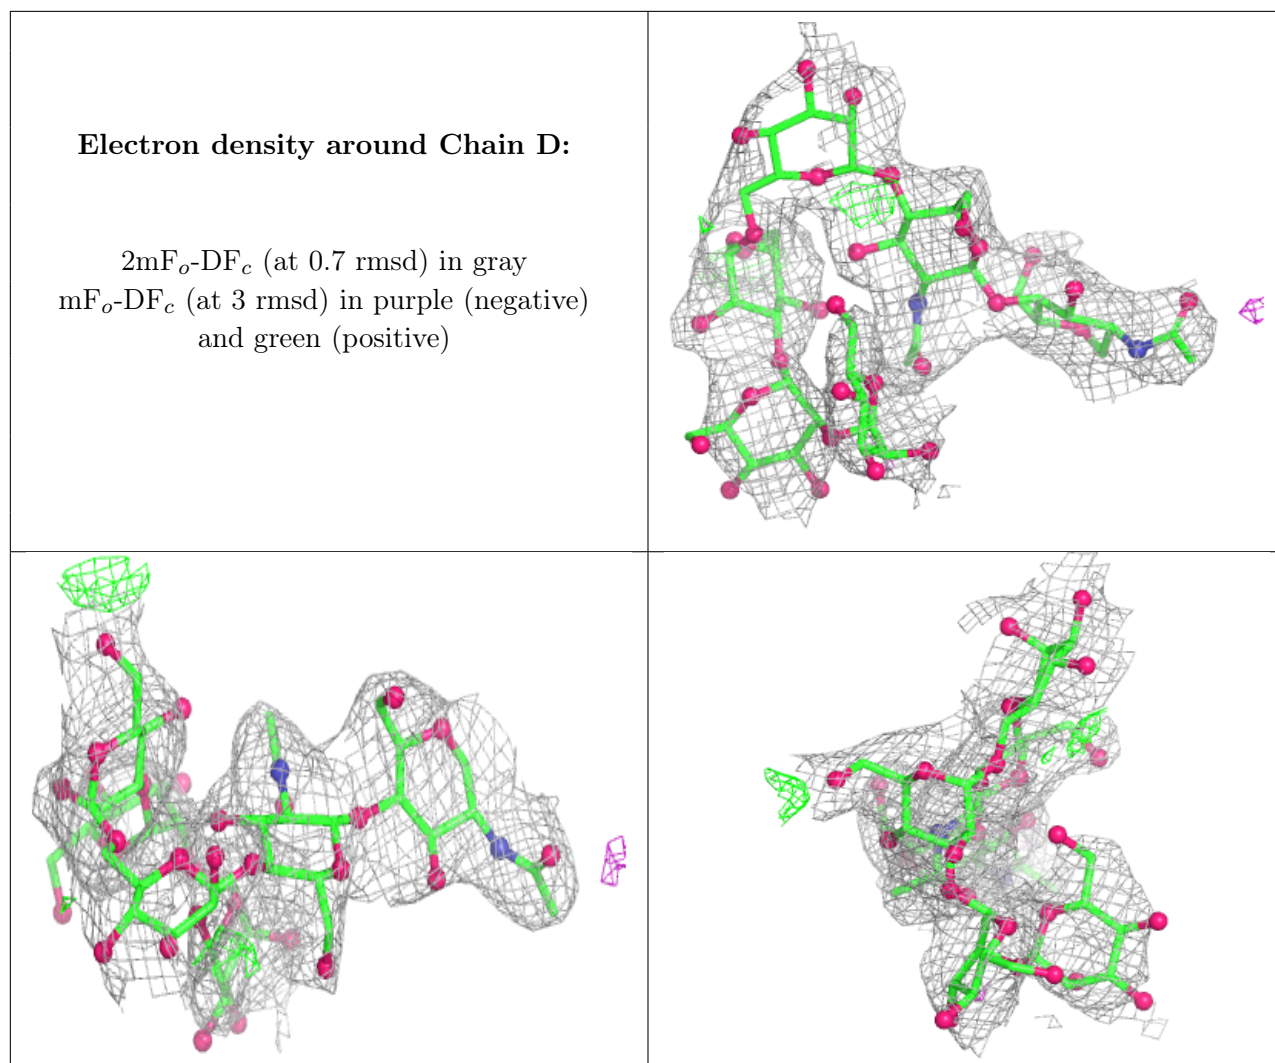 Electron density around Chain D:
2mFₒ-DF𝒸 (at 0.7 rmsd) in gray
mFₒ-DF𝒸 (at 3 rmsd) in purple (negative)
and green (positive)